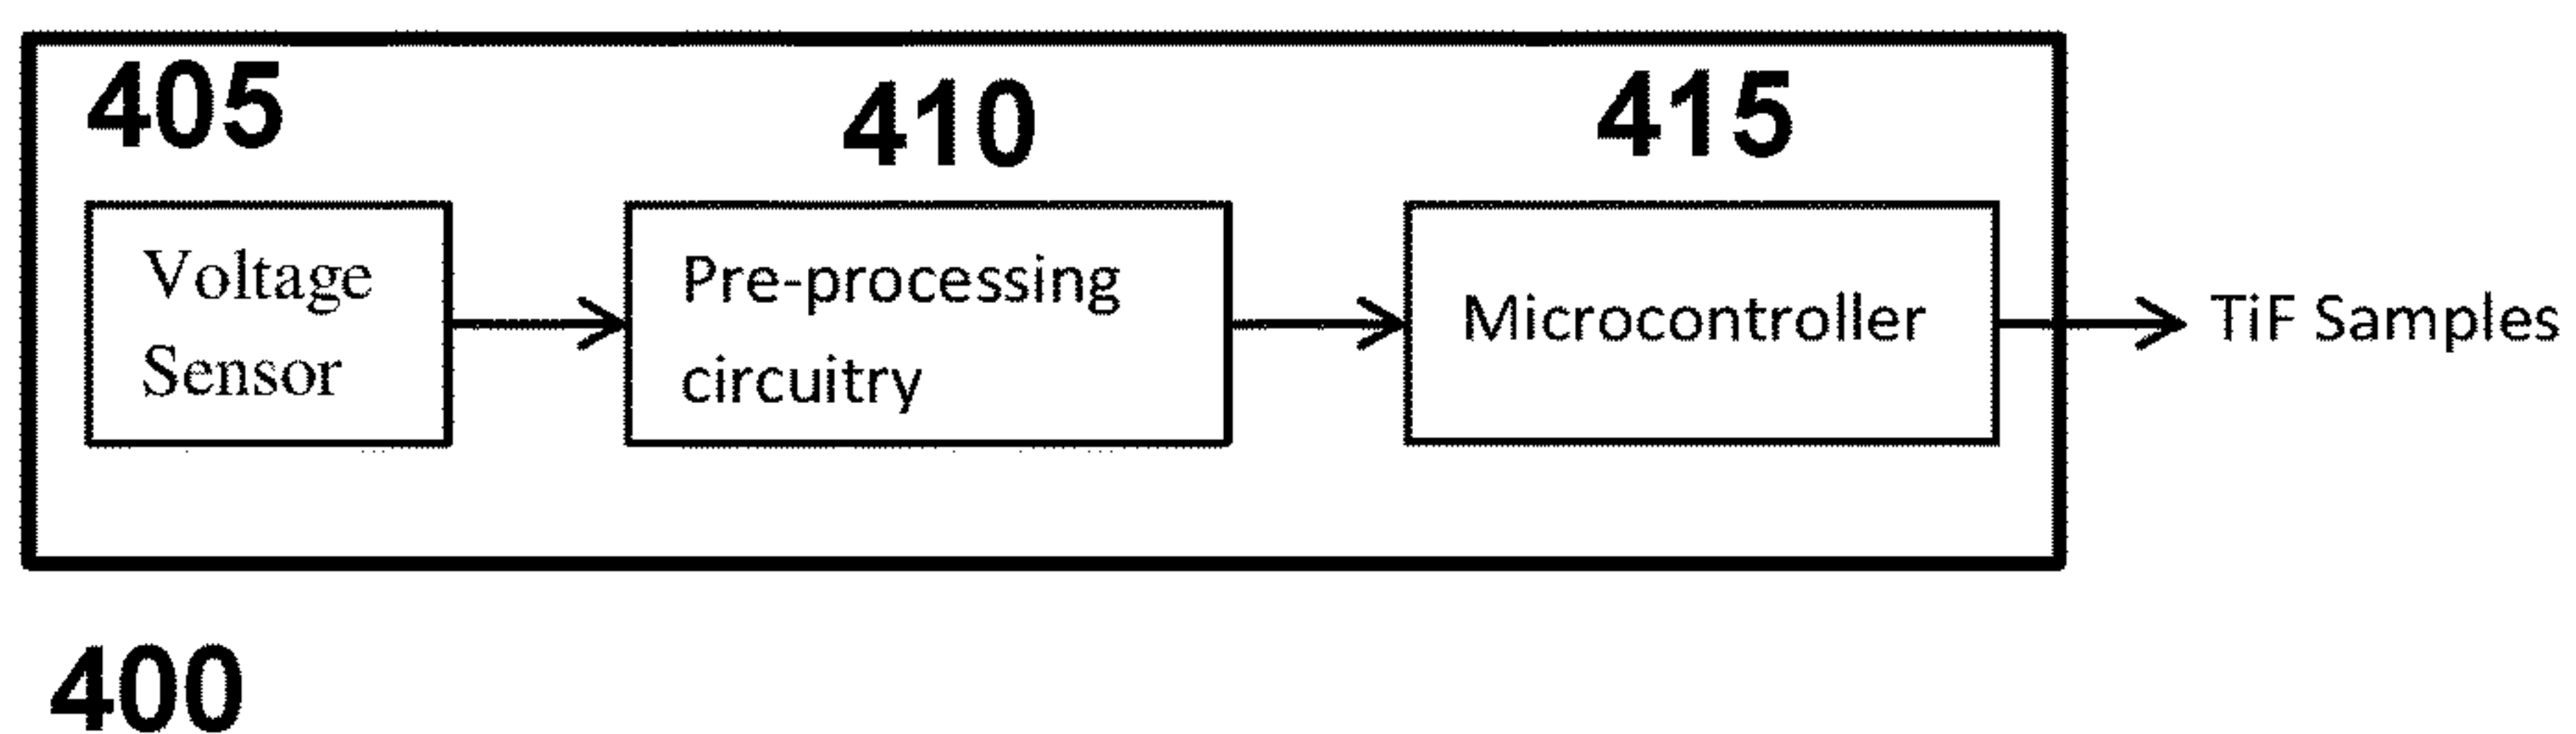 405
410
415
Voltage
Sensor
Pre-processing
circuitry
Microcontroller
TiF Samples
400